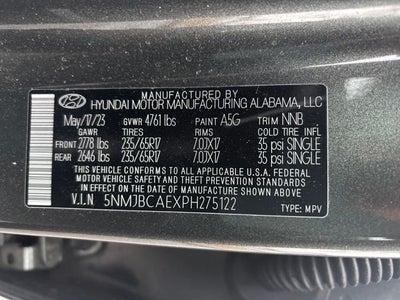 MANUFACTURED BY
HYUNDAI MOTOR MANUFACTURING ALABAMA, LLC
May/17/23 GVWR 4761 lbs PAINT A5G TRIM NNB
GAWR TIRES RIMS COLD TIRE INFL
FRONT 2778 lbs 235/65R17 7.0JX17 35 psi SINGLE
REAR 2646 lbs 235/65R17 7.0JX17 35 psi SINGLE
THIS VEHICLE CONFORMS TO ALL APPLICABLE U.S.A. FEDERAL
MOTOR VEHICLE SAFETY, BUMPER, AND THEFT PREVENTION STANDARDS
IN EFFECT ON THE DATE OF MANUFACTURE SHOWN ABOVE.
V.I.N 5NMJBCAEXPH275122 TYPE: MPV